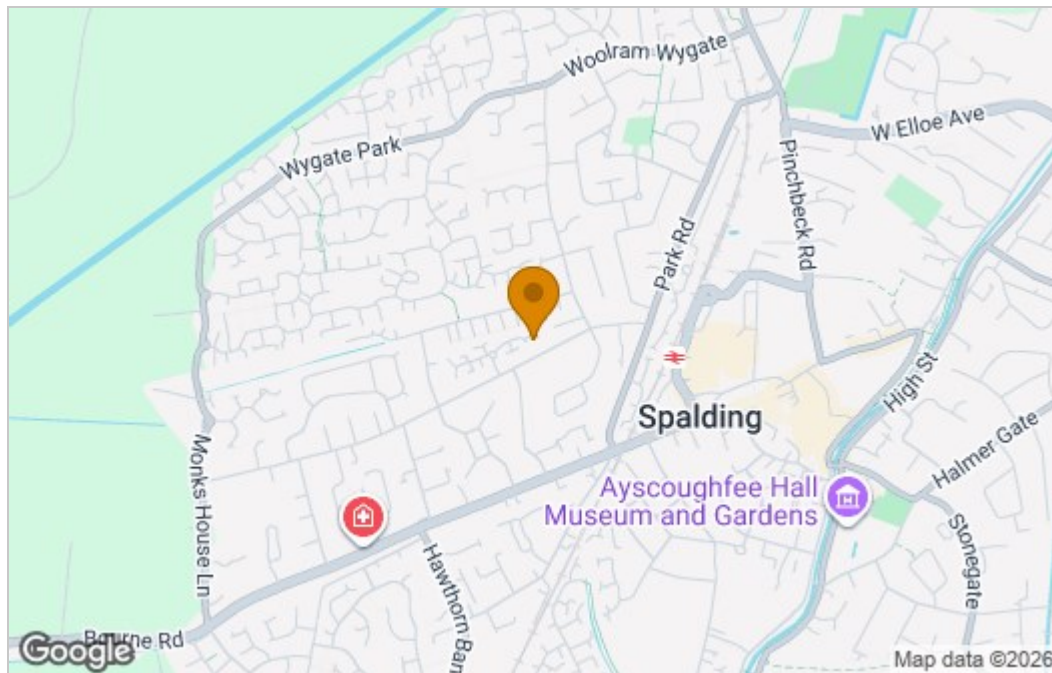 Woolram Wygate
Wygate Park
W Elloe Ave
Pinchbeck Rd
Park Rd
High St
Spalding
Halmer Gate
Monks House Ln
Ayscoughfee Hall
Museum and Gardens
Stonegate
Hawthorn Ban
Bourne Rd
Google
Map data ©2026